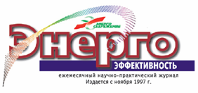 Энерго
ЭФФЕКТИВНОСТЬ
ежемесячный научно-практический журнал
Издается с ноября 1997 г.